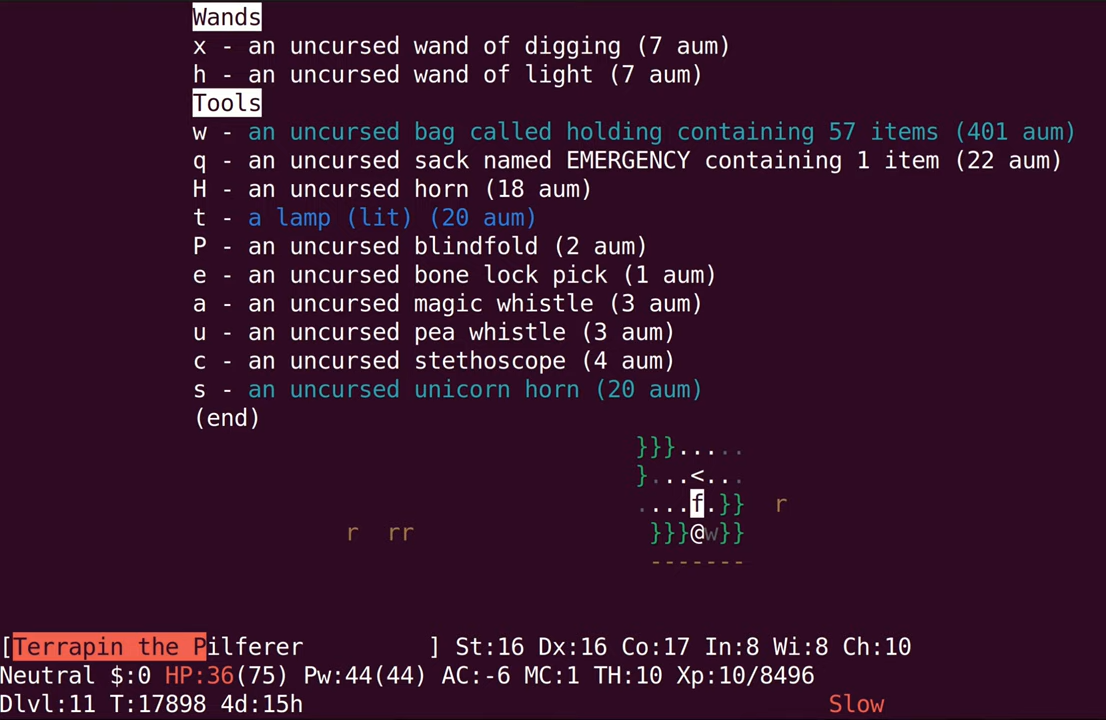 Wands
x - an uncursed wand of digging (7 aum)
h - an uncursed wand of light (7 aum)
Tools
w - an uncursed bag called holding containing 57 items (401 aum)
q - an uncursed sack named EMERGENCY containing 1 item (22 aum)
H - an uncursed horn (18 aum)
t - a lamp (lit) (20 aum)
P - an uncursed blindfold (2 aum)
e - an uncursed bone lock pick (1 aum)
a - an uncursed magic whistle (3 aum)
u - an uncursed pea whistle (3 aum)
c - an uncursed stethoscope (4 aum)
s - an uncursed unicorn horn (20 aum)
(end)
}}}.....
}...<...
....f.}} r
r rr }}}@w}}
-------
[Terrapin the Pilferer ] St:16 Dx:16 Co:17 In:8 Wi:8 Ch:10
Neutral $:0 HP:36(75) Pw:44(44) AC:-6 MC:1 TH:10 Xp:10/8496
Dlvl:11 T:17898 4d:15h Slow